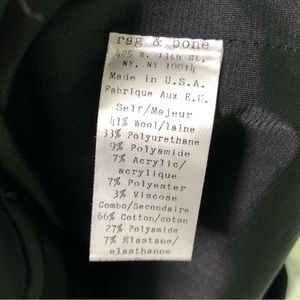 rag & bone
425 W. 13th St,
NY, NY 10014
Made in U.S.A.
Fabrique Aux E.U.
Self/Majeur
41% Wool/laine
33% Polyurethane
9% Polyamide
7% Acrylic/
acrylique
7% Polyester
3% Viscose
Combo/Secondaire
66% Cotton/coton
27% Polyamide
7% Elastane/
elasthanne